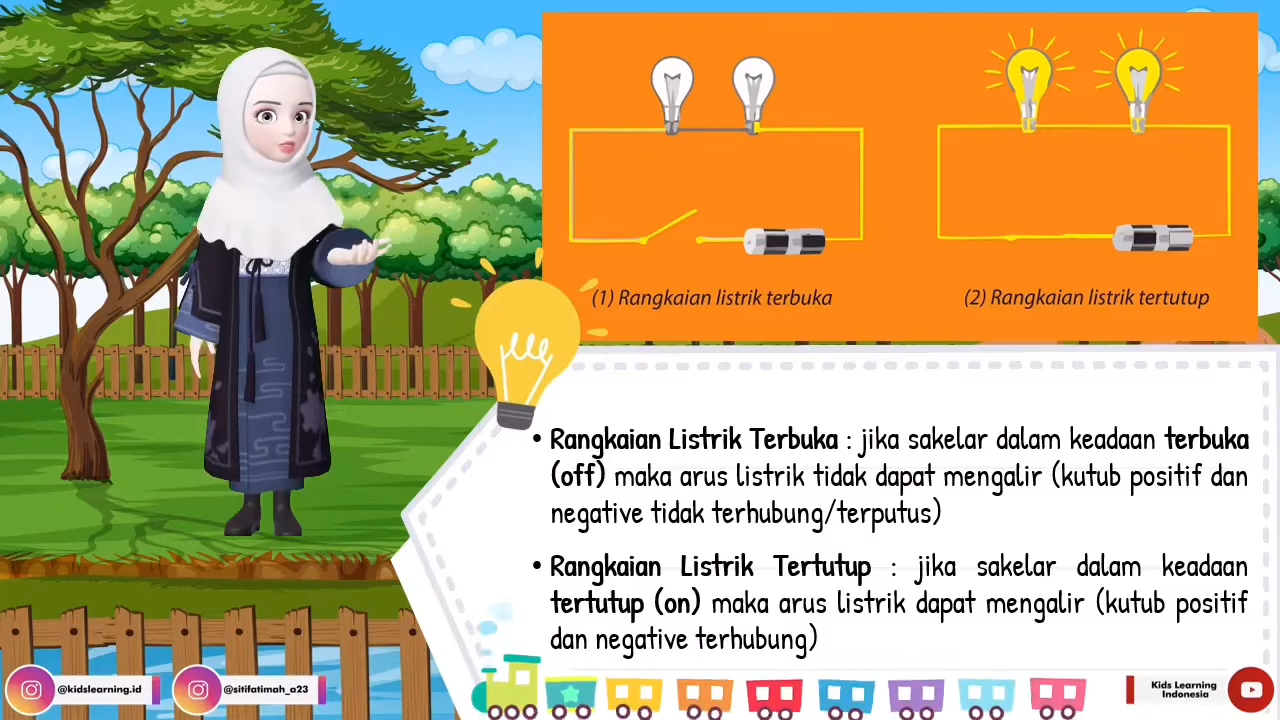 (1) Rangkaian listrik terbuka
(2) Rangkaian listrik tertutup
• Rangkaian Listrik Terbuka : jika sakelar dalam keadaan terbuka
(off) maka arus listrik tidak dapat mengalir (kutub positif dan
negative tidak terhubung/terputus)
• Rangkaian Listrik Tertutup : jika sakelar dalam keadaan
tertutup (on) maka arus listrik dapat mengalir (kutub positif
dan negative terhubung)
@kidslearning.id
@sitifatimah_a23
Kids Learning
Indonesia